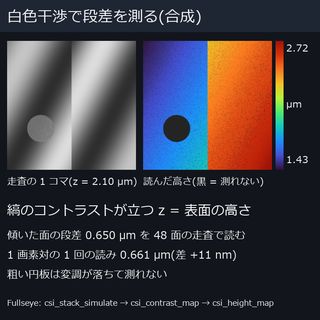 白色干渉で段差を測る(合成)
2.72
μm
1.43
走査の 1 コマ(z = 2.10 μm)
読んだ高さ(黒 = 測れない)
縞のコントラストが立つ z = 表面の高さ
傾いた面の段差 0.650 μm を 48 面の走査で読む
1 画素対の 1 回の読み 0.661 μm(差 +11 nm)
粗い円板は変調が落ちて測れない
Fullseye: csi_stack_simulate → csi_contrast_map → csi_height_map